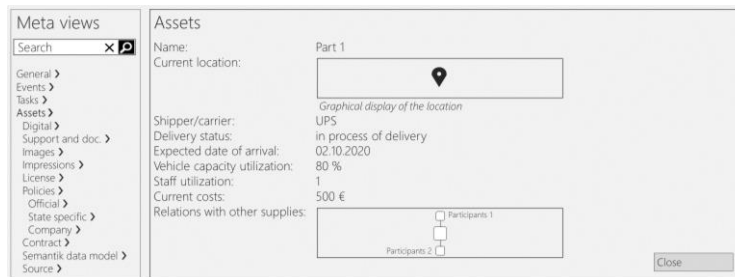 Meta views
Search
General
Events
Tasks
Assets
Digital
Support and doc.
Images
Impressions
License
Policies
Official
State specific
Company
Contract
Semantik data model
Source
Assets
Name: Part 1
Current location:
Graphical display of the location
Shipper/carrier: UPS
Delivery status: in process of delivery
Expected date of arrival: 02.10.2020
Vehicle capacity utilization: 80 %
Staff utilization: 1
Current costs: 500 €
Relations with other supplies:
Participants 1
Participants 2
Close